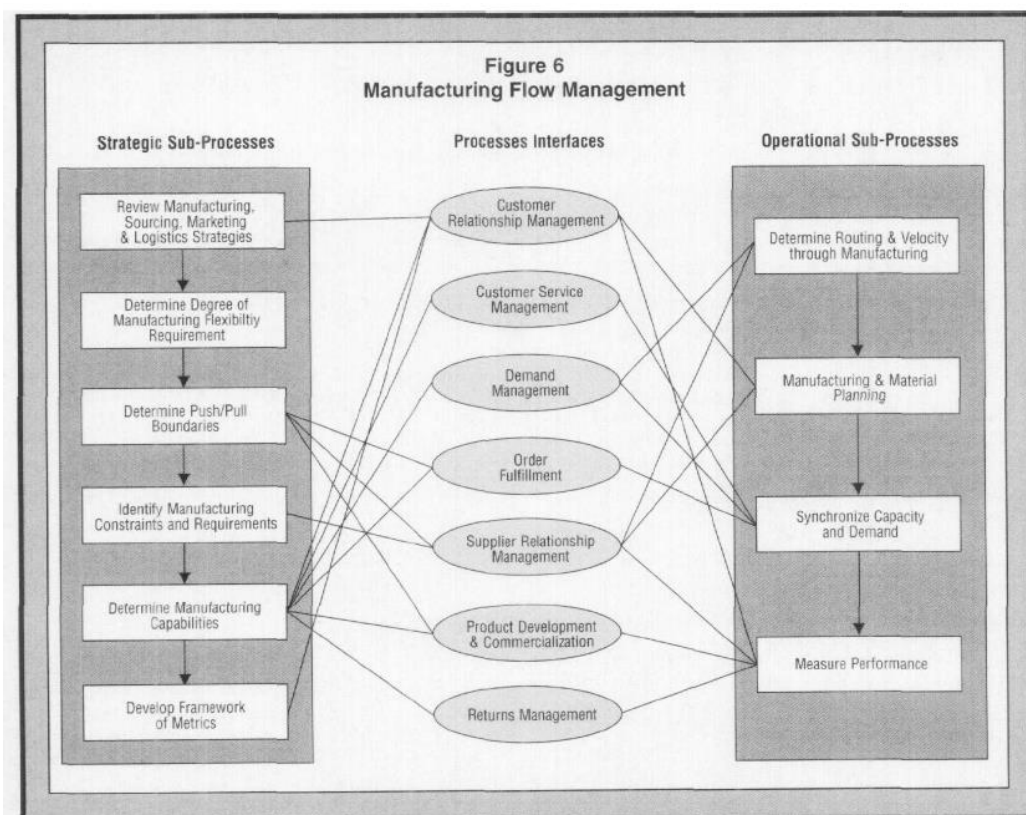 Figure 6
Manufacturing Flow Management
Strategic Sub-Processes
Review Manufacturing,
Sourcing, Marketing
& Logistics Strategies
Determine Degree of
Manufacturing Flexibiltiy
Requirement
Determine Push/Pull
Boundaries
Identify Manufacturing
Constraints and Requirements
Determine Manufacturing
Capabilities
Develop Framework
of Metrics
Processes Interfaces
Customer
Relationship Management
Customer Service
Management
Demand
Management
Order
Fulfillment
Supplier Relationship
Management
Product Development
& Commercialization
Returns Management
Operational Sub-Processes
Determine Routing & Velocity
through Manufacturing
Manufacturing & Material
Planning
Synchronize Capacity
and Demand
Measure Performance